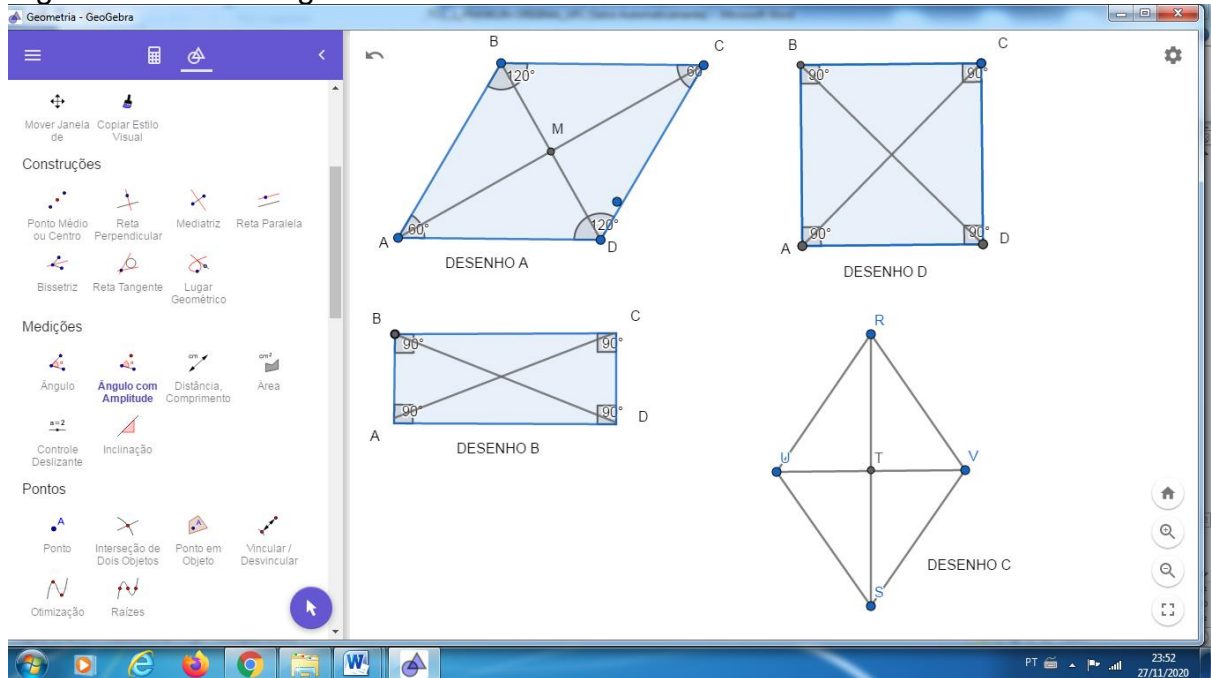 Geometria - GeoGebra
Mover Janela de
Copiar Estilo Visual
Construções
Ponto Médio ou Centro
Reta Perpendicular
Mediatriz
Reta Paralela
Bissetriz
Reta Tangente
Lugar Geométrico
Medições
cm
cm²
Ângulo
Ângulo com Amplitude
Distância, Comprimento
Área
a=2
Controle Deslizante
Inclinação
Pontos
A
Ponto
Interseção de Dois Objetos
Ponto em Objeto
Vincular / Desvincular
Otimização
Raízes
B
C
120°
60
M
A
60°
120°
D
DESENHO A
B
C
90°
90°
A
90°
90°
D
DESENHO D
B
C
90°
90°
90°
90°
D
A
DESENHO B
R
U
T
V
S
DESENHO C
PT
23:52
27/11/2020